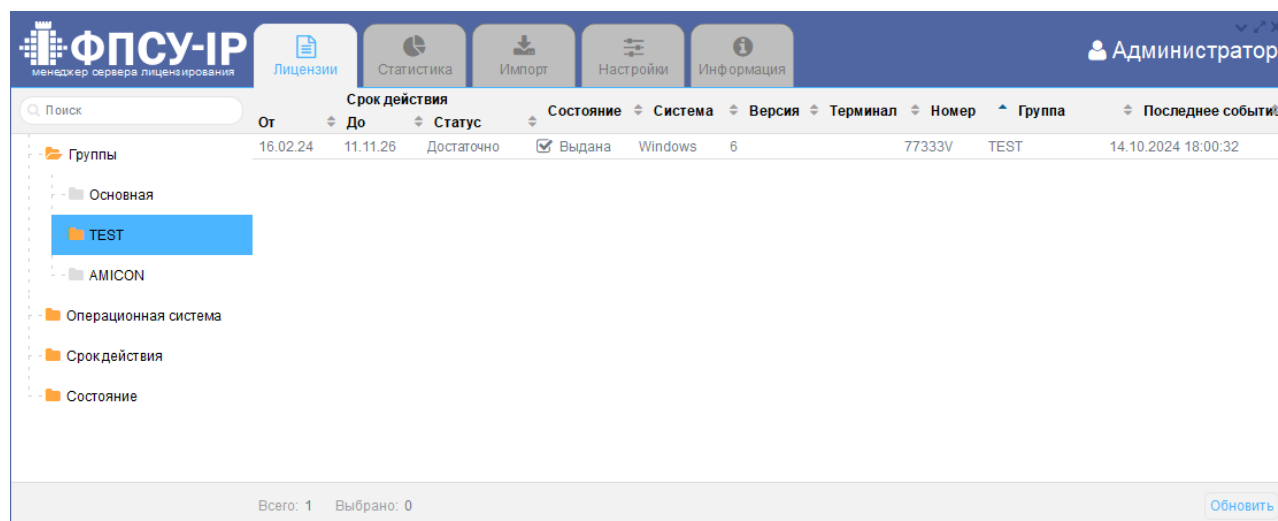 ФПСУ-IP
менеджер сервера лицензирования
Лицензии
Статистика
Импорт
Настройки
Информация
Администратор
Поиск
Срок действия
От До Статус Состояние Система Версия Терминал Номер Группа Последнее событи
16.02.24 11.11.26 Достаточно Выдана Windows 6 77333V TEST 14.10.2024 18:00:32
Группы
Основная
TEST
AMICON
Операционная система
Срок действия
Состояние
Всего: 1 Выбрано: 0
Обновить